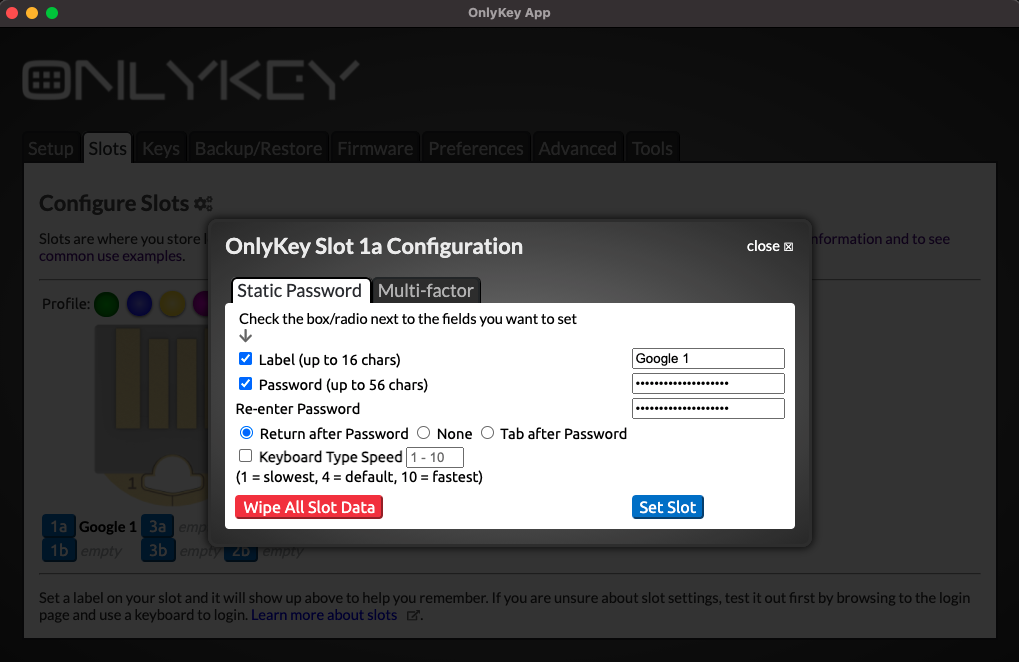 OnlyKey App
ONLYKEY
Setup Slots Keys Backup/Restore Firmware Preferences Advanced Tools
Configure Slots
Slots are where you store
nformation and to see
common use examples.
OnlyKey Slot 1a Configuration
close
Static Password Multi-factor
Profile:
Check the box/radio next to the fields you want to set
Label (up to 16 chars) Google 1
Password (up to 56 chars) ••••••••••••••••••••
Re-enter Password ••••••••••••••••••••
Return after Password None Tab after Password
Keyboard Type Speed 1 - 10
(1 = slowest, 4 = default, 10 = fastest)
1
Wipe All Slot Data Set Slot
1a Google 1 3a emp
1b empty 3b empty 2b empty
Set a label on your slot and it will show up above to help you remember. If you are unsure about slot settings, test it out first by browsing to the login
page and use a keyboard to login. Learn more about slots .